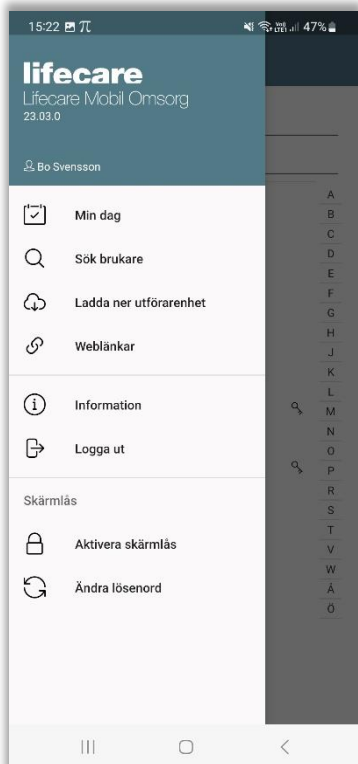 15:22 π 47%
lifecare
Lifecare Mobil Omsorg
23.03.0
Bo Svensson
Min dag
Sök brukare
Ladda ner utförarenhet
Weblänkar
Information
Logga ut
Skärmlås
Aktivera skärmlås
Ändra lösenord
A
B
C
D
E
F
G
H
J
K
L
M
N
O
P
R
S
T
V
W
Å
Ö